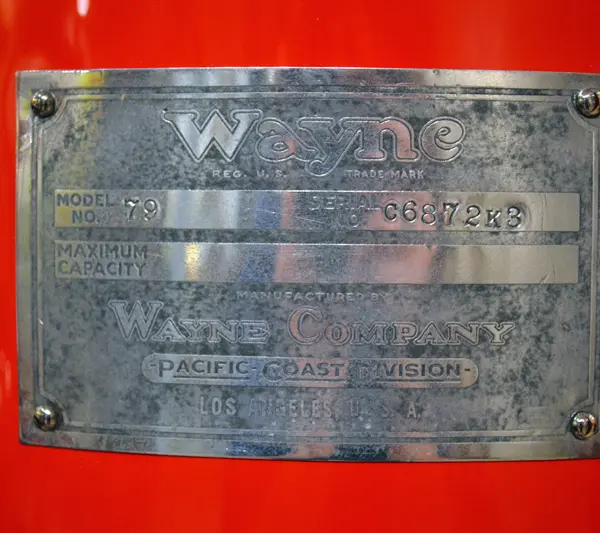 Wayne
REG. U.S. TRADE MARK
MODEL NO. 79 SERIAL NO. C6872K3
MAXIMUM CAPACITY
MANUFACTURED BY
WAYNE COMPANY
-PACIFIC-COAST DIVISION-
LOS ANGELES, U.S.A.